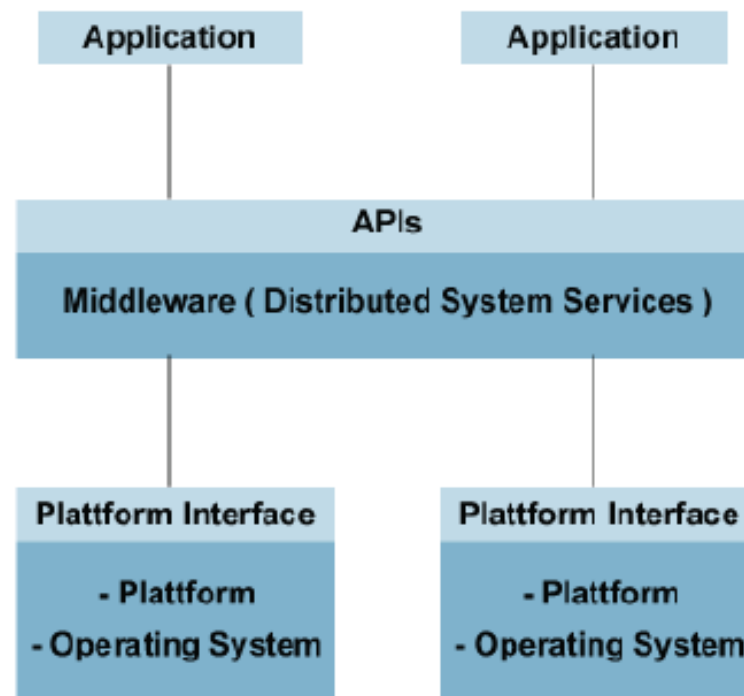 Application
Application
APIs
Middleware ( Distributed System Services )
Plattform Interface
- Plattform
- Operating System
Plattform Interface
- Plattform
- Operating System